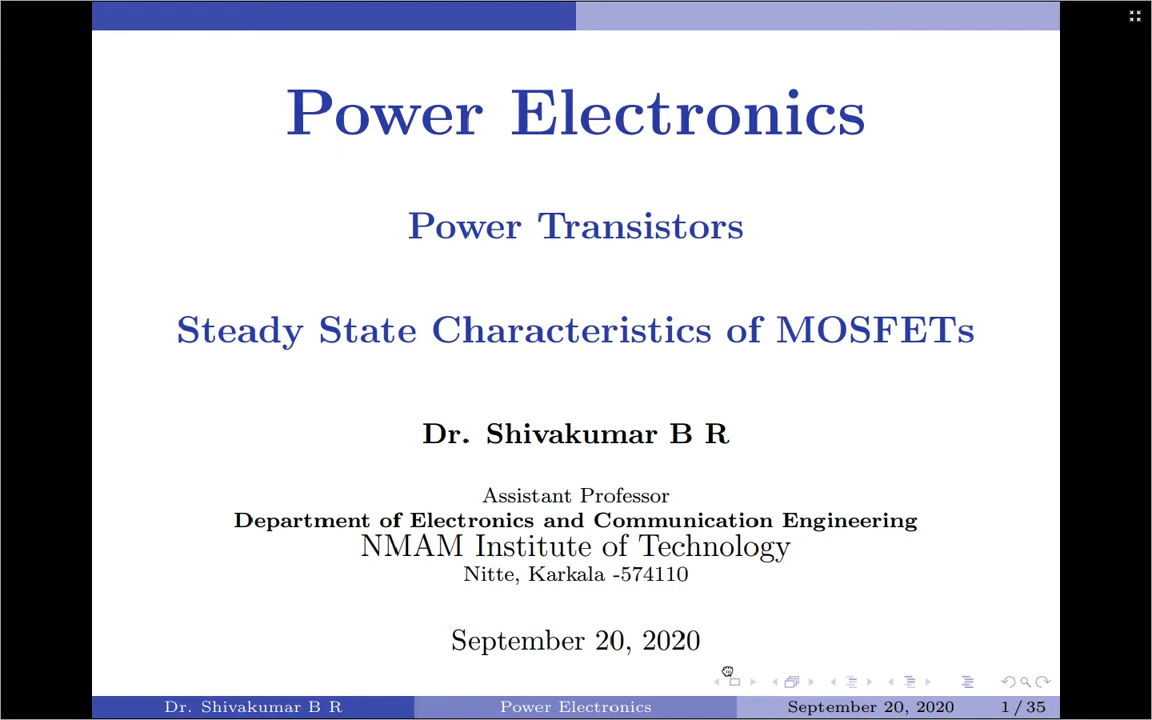 Power Electronics
Power Transistors
Steady State Characteristics of MOSFETs
Dr. Shivakumar B R
Assistant Professor
Department of Electronics and Communication Engineering
NMAM Institute of Technology
Nitte, Karkala -574110
September 20, 2020
Dr. Shivakumar B R Power Electronics September 20, 2020 1 / 35